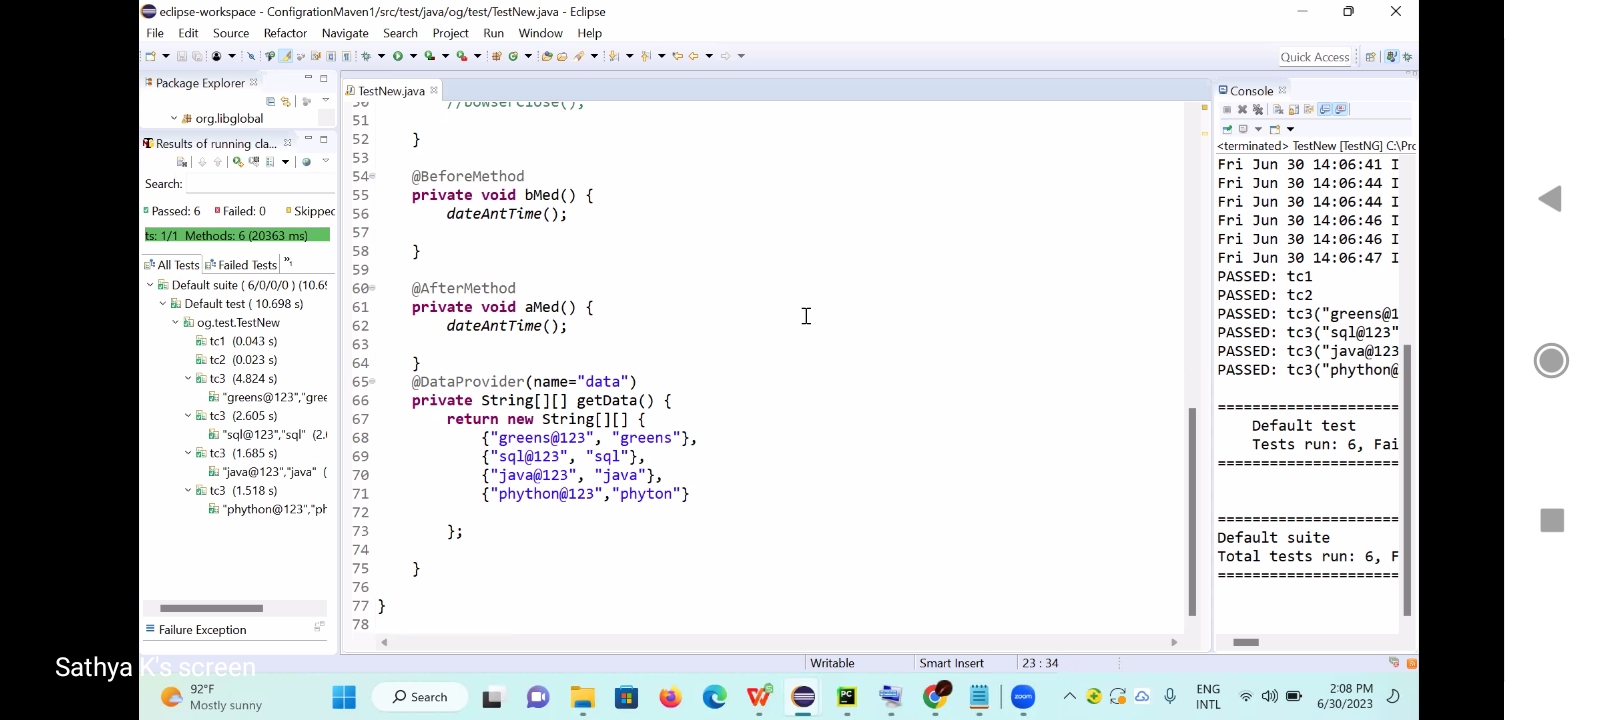 eclipse-workspace - ConfigrationMaven1/src/test/java/og/test/TestNew.java - Eclipse
File Edit Source Refactor Navigate Search Project Run Window Help
Quick Access
Package Explorer
org.libglobal
Results of running cla...
Search:
Passed: 6 Failed: 0 Skipped
ts: 1/1 Methods: 6 (20363 ms)
All Tests Failed Tests
Default suite ( 6/0/0/0 ) (10.69
Default test ( 10.698 s)
og.test.TestNew
tc1 (0.043 s)
tc2 (0.023 s)
tc3 (4.824 s)
"greens@123","gree
tc3 (2.605 s)
"sql@123","sql" (2.
tc3 (1.685 s)
"java@123","java" (
tc3 (1.518 s)
"phython@123","ph
Failure Exception
TestNew.java
50 //bowserClose();
51
52 }
53
54 @BeforeMethod
55 private void bMed() {
56 dateAntTime();
57
58 }
59
60 @AfterMethod
61 private void aMed() {
62 dateAntTime();
63
64 }
65 @DataProvider(name="data")
66 private String[][] getData() {
67 return new String[][] {
68 {"greens@123", "greens"},
69 {"sql@123", "sql"},
70 {"java@123", "java"},
71 {"phython@123","phyton"}
72
73 };
74
75 }
76
77 }
78
Console
<terminated> TestNew [TestNG] C:\Pro
Fri Jun 30 14:06:41 I
Fri Jun 30 14:06:44 I
Fri Jun 30 14:06:44 I
Fri Jun 30 14:06:46 I
Fri Jun 30 14:06:46 I
Fri Jun 30 14:06:47 I
PASSED: tc1
PASSED: tc2
PASSED: tc3("greens@1
PASSED: tc3("sql@123"
PASSED: tc3("java@123
PASSED: tc3("phython@
=====================
Default test
Tests run: 6, Fai
=====================
=====================
Default suite
Total tests run: 6, F
=====================
Writable Smart Insert 23 : 34
Sathya K's screen
92°F
Mostly sunny
Search
PC
zoom
ENG
INTL
2:08 PM
6/30/2023